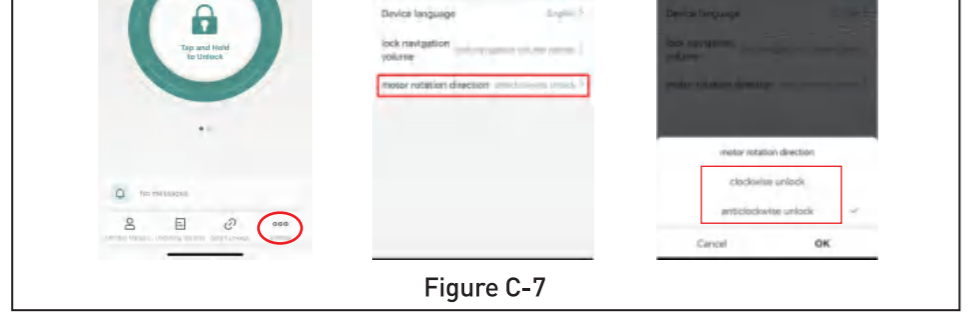 Tap and Hold
to Unlock
No messages
Device language English >
lock navigation
volume
motor rotation direction anticlockwise unlock >
Device language
lock navigation
volume
motor rotation direction
motor rotation direction
clockwise unlock
anticlockwise unlock
Cancel OK
Figure C-7